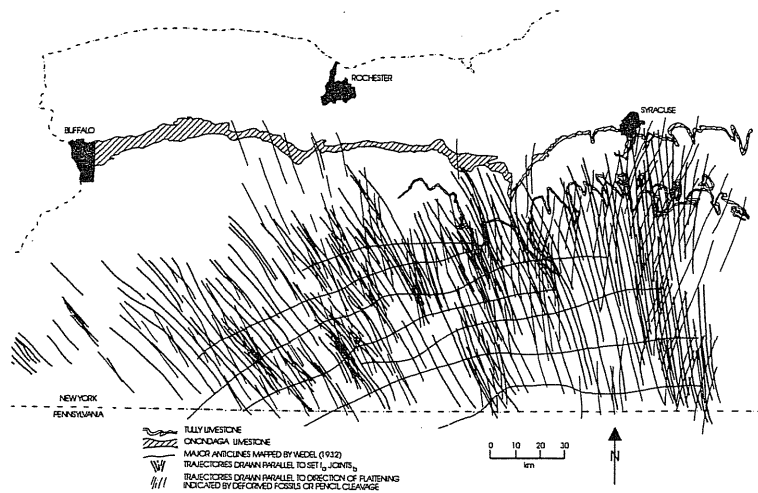 ROCHESTER
SYRACUSE
BUFFALO
NEW YORK
PENNSYLVANIA
TULLY LIMESTONE
ONONDAGA LIMESTONE
MAJOR ANTICLINES MAPPED BY WEDEL (1932)
TRAJECTORIES DRAWN PARALLEL TO SET Ia JOINTS
TRAJECTORIES DRAWN PARALLEL TO DIRECTION OF FLATTENING
INDICATED BY DEFORMED FOSSILS OR PENCIL CLEAVAGE
0 10 20 30
km
N